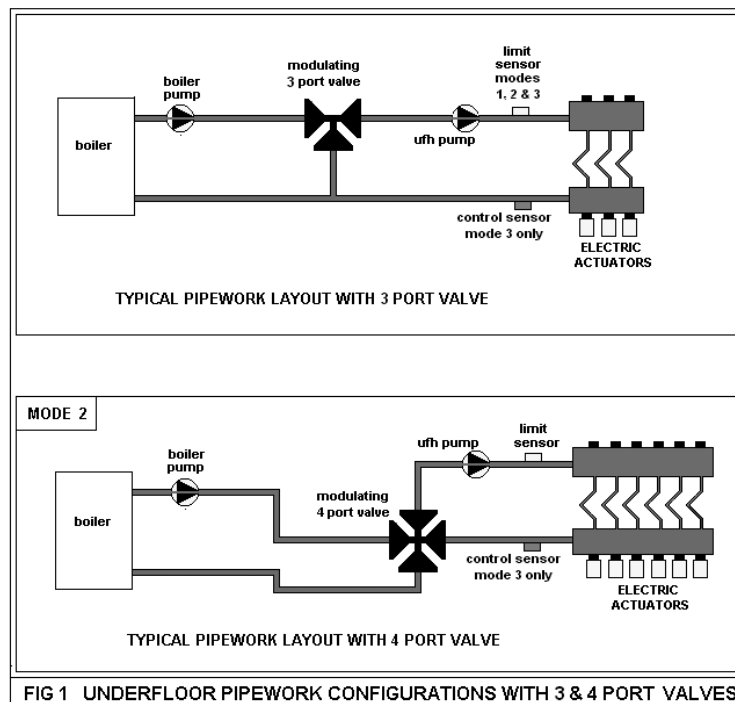 boiler
pump
modulating
3 port valve
limit
sensor
modes
1, 2 & 3
boiler
ufh pump
control sensor
mode 3 only
ELECTRIC
ACTUATORS
TYPICAL PIPEWORK LAYOUT WITH 3 PORT VALVE
MODE 2
boiler
pump
ufh pump
limit
sensor
modulating
4 port valve
boiler
control sensor
mode 3 only
ELECTRIC
ACTUATORS
TYPICAL PIPEWORK LAYOUT WITH 4 PORT VALVE
FIG 1 UNDERFLOOR PIPEWORK CONFIGURATIONS WITH 3 & 4 PORT VALVES